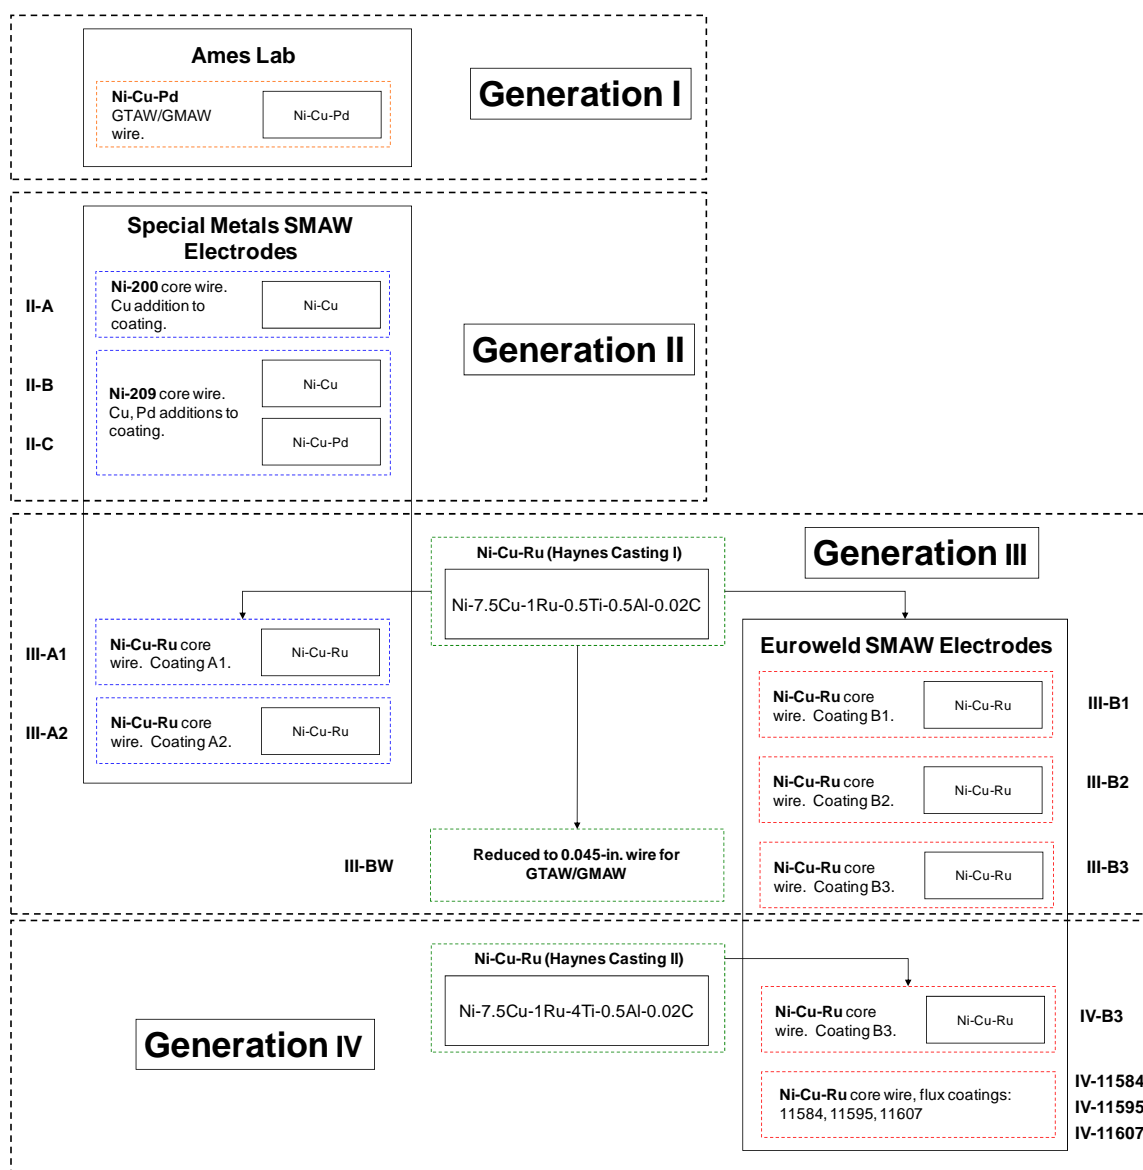 Ames Lab
Ni-Cu-Pd
GTAW/GMAW
wire.
Ni-Cu-Pd
Generation I
Special Metals SMAW
Electrodes
II-A
Ni-200 core wire.
Cu addition to
coating.
Ni-Cu
Generation II
II-B
Ni-209 core wire.
Cu, Pd additions to
coating.
Ni-Cu
II-C
Ni-Cu-Pd
Generation III
Ni-Cu-Ru (Haynes Casting I)
Ni-7.5Cu-1Ru-0.5Ti-0.5Al-0.02C
III-A1
Ni-Cu-Ru core
wire.  Coating A1.
Ni-Cu-Ru
III-A2
Ni-Cu-Ru core
wire.  Coating A2.
Ni-Cu-Ru
Euroweld SMAW Electrodes
Ni-Cu-Ru core
wire.  Coating B1.
Ni-Cu-Ru
III-B1
Ni-Cu-Ru core
wire.  Coating B2.
Ni-Cu-Ru
III-B2
III-BW
Reduced to 0.045-in. wire for
GTAW/GMAW
Ni-Cu-Ru core
wire.  Coating B3.
Ni-Cu-Ru
III-B3
Generation IV
Ni-Cu-Ru (Haynes Casting II)
Ni-7.5Cu-1Ru-4Ti-0.5Al-0.02C
Ni-Cu-Ru core
wire.  Coating B3.
Ni-Cu-Ru
IV-B3
Ni-Cu-Ru core wire, flux coatings:
11584, 11595, 11607
IV-11584
IV-11595
IV-11607